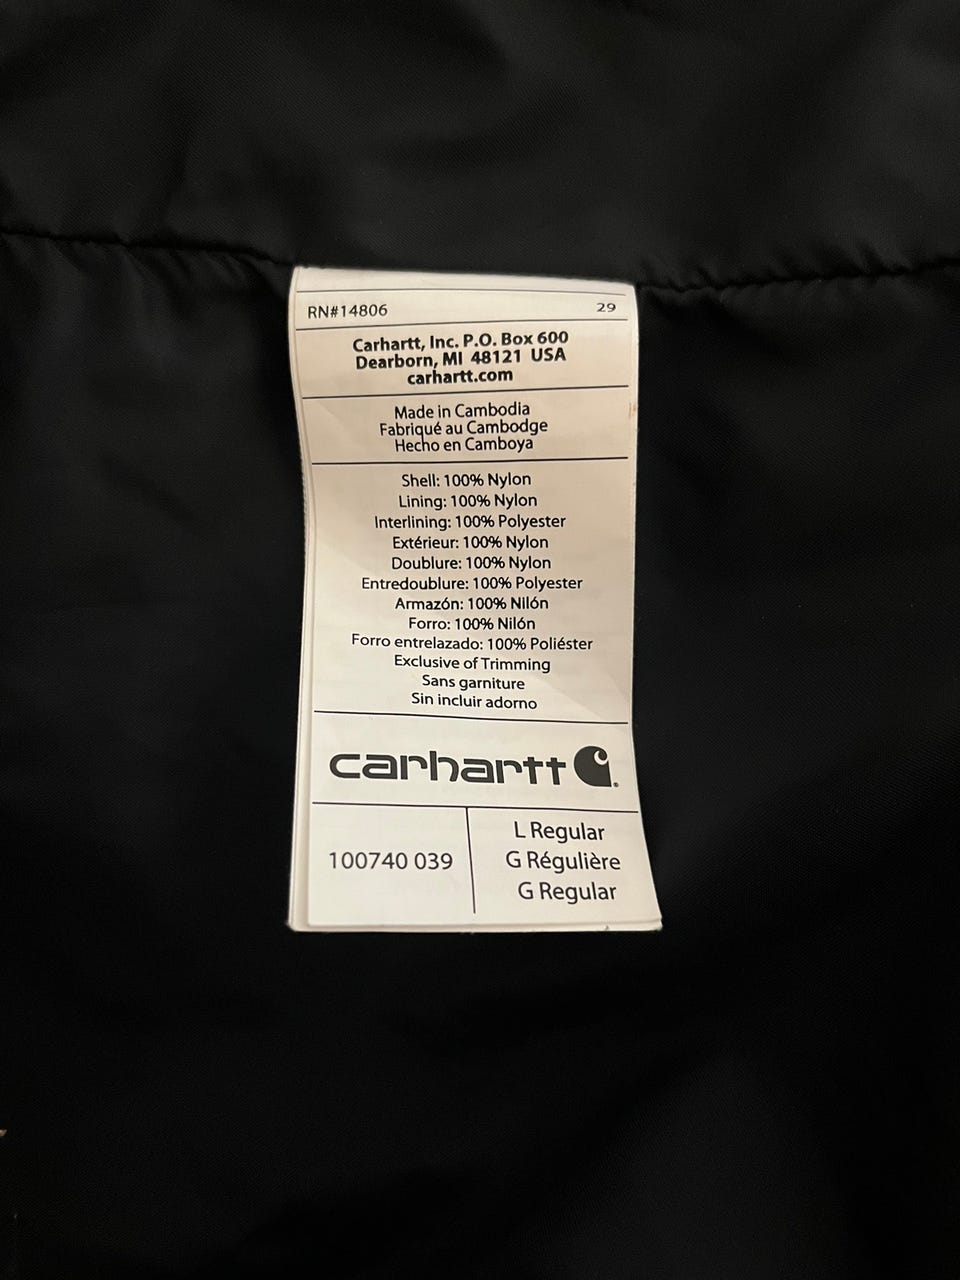 RN#14806 29
Carhartt, Inc. P.O. Box 600
Dearborn, MI 48121 USA
carhartt.com
Made in Cambodia
Fabriqué au Cambodge
Hecho en Camboya
Shell: 100% Nylon
Lining: 100% Nylon
Interlining: 100% Polyester
Extérieur: 100% Nylon
Doublure: 100% Nylon
Entredoublure: 100% Polyester
Armazón: 100% Nilón
Forro: 100% Nilón
Forro entrelazado: 100% Poliéster
Exclusive of Trimming
Sans garniture
Sin incluir adorno
carhartt
100740 039
L Regular
G Régulière
G Regular